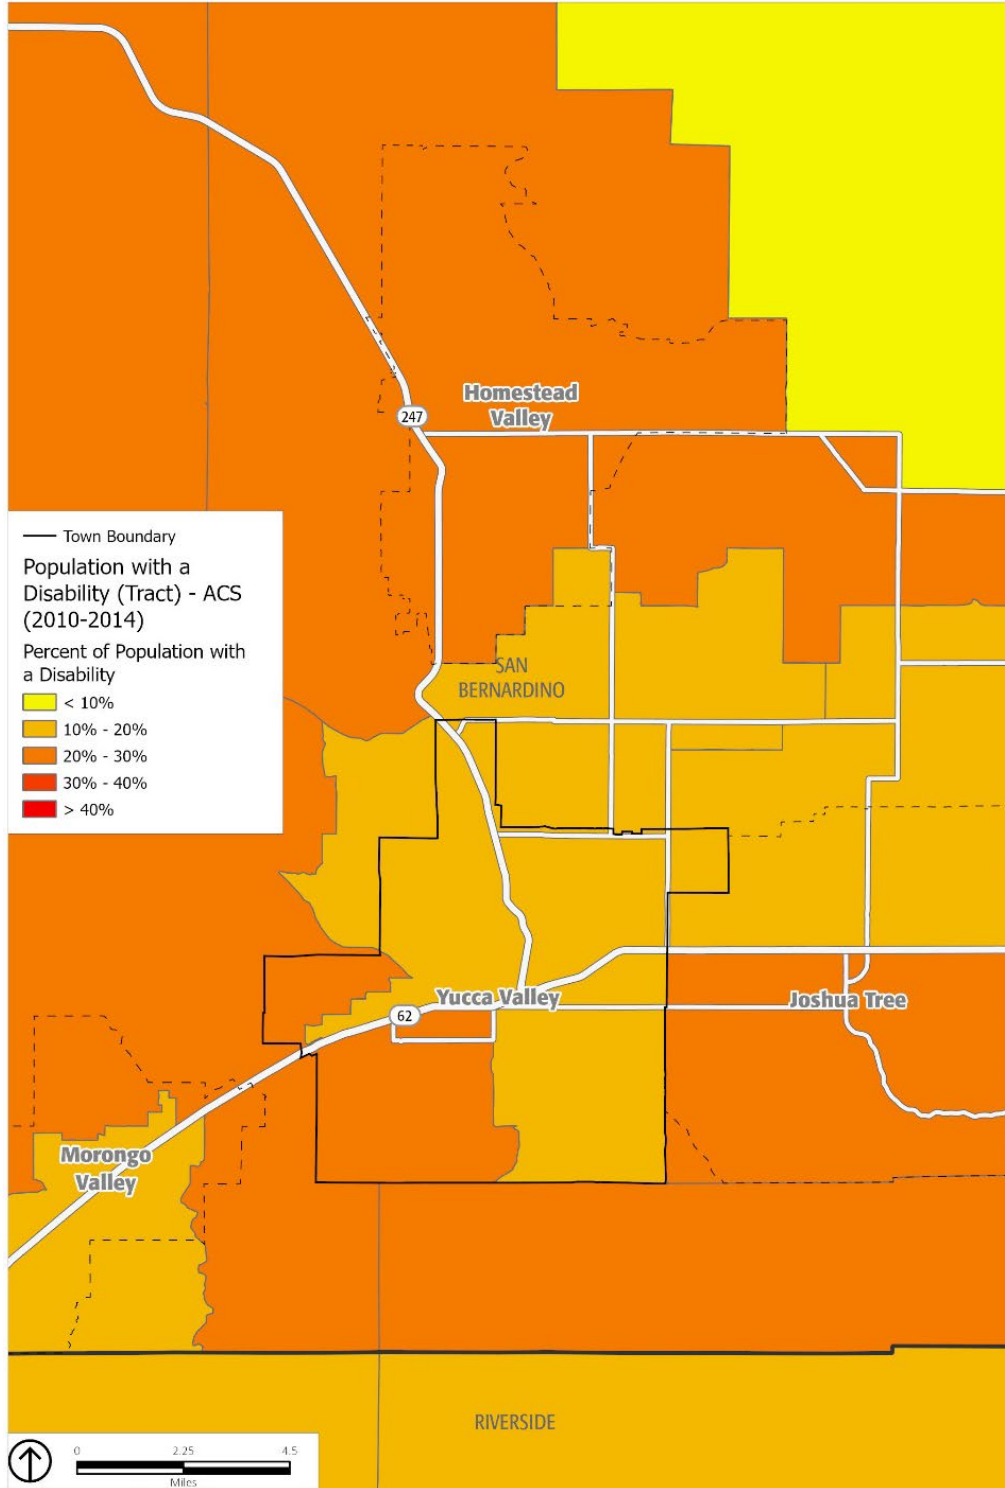 Homestead
Valley
247
Town Boundary
Population with a
Disability (Tract) - ACS
(2010-2014)
Percent of Population with
a Disability
< 10%
10% - 20%
20% - 30%
30% - 40%
> 40%
SAN
BERNARDINO
Yucca Valley
Joshua Tree
62
Morongo
Valley
RIVERSIDE
0 2.25 4.5
Miles